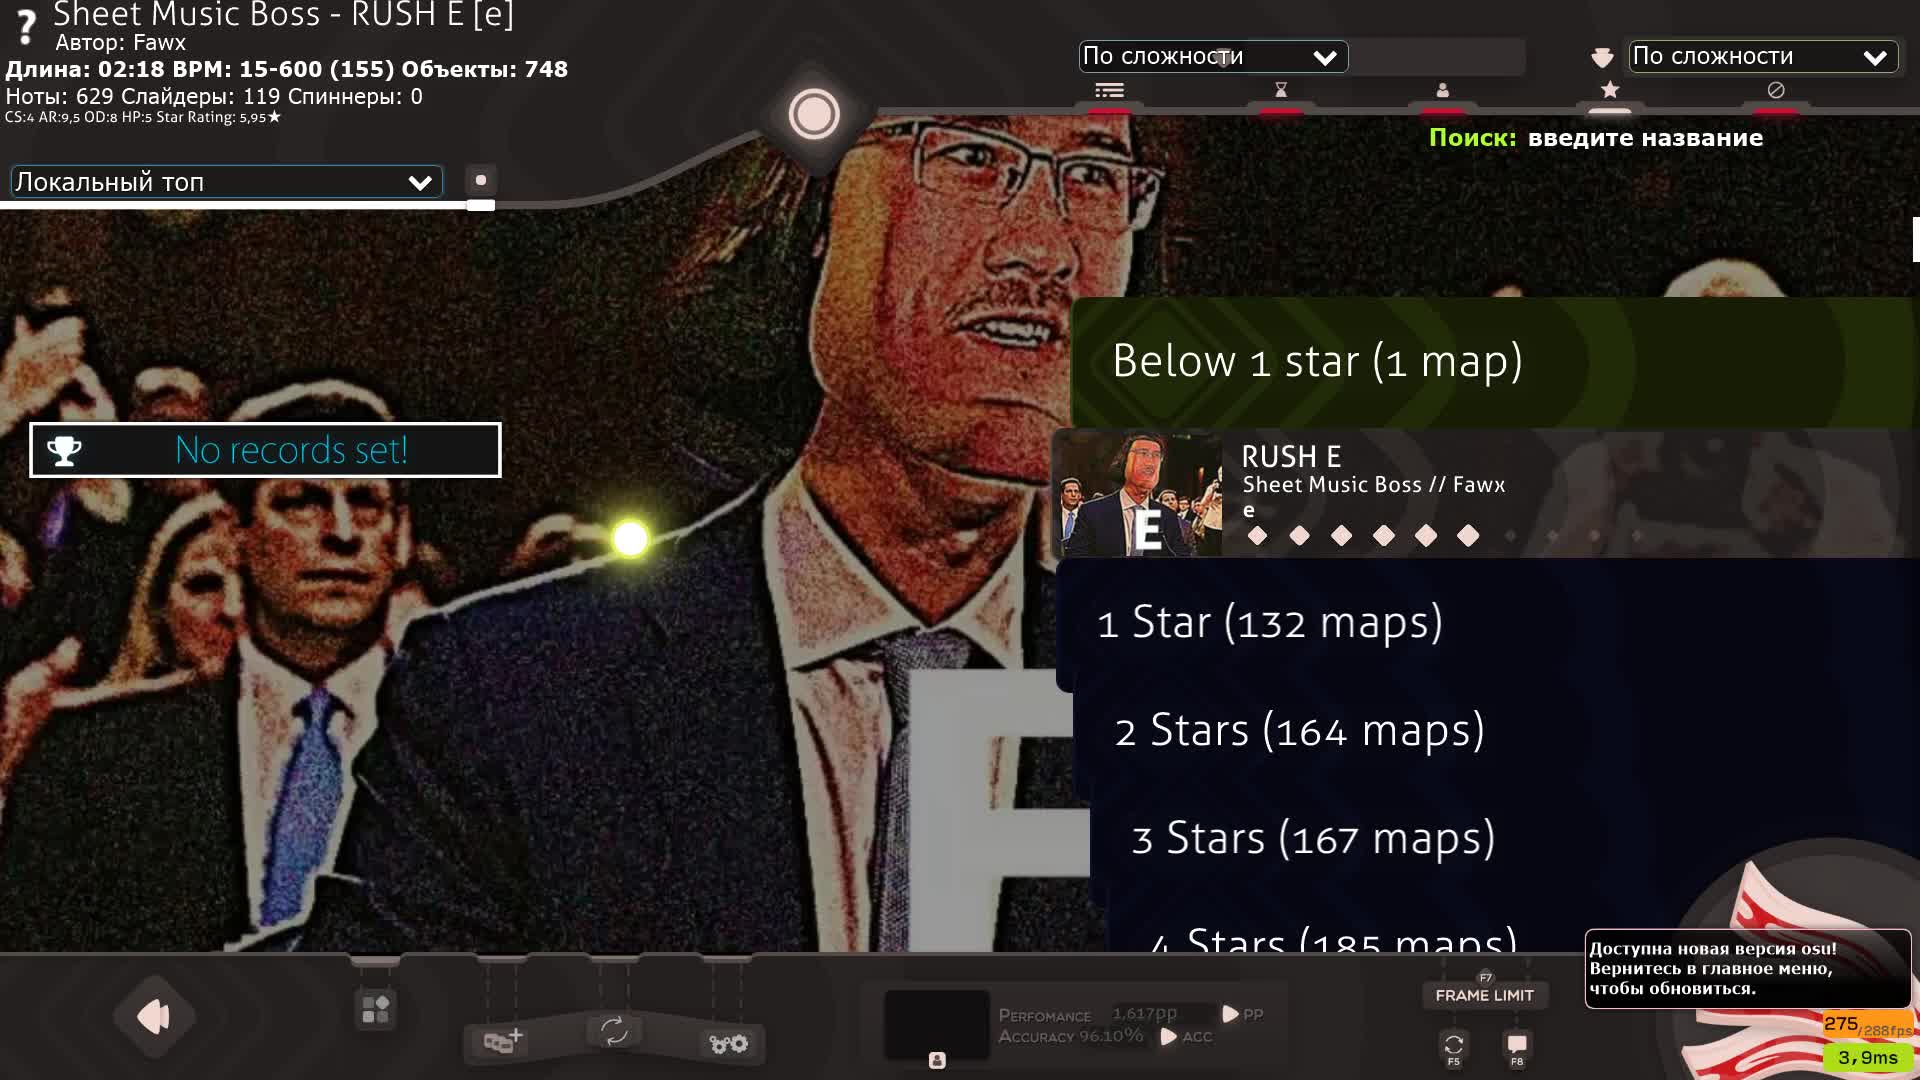 Sheet Music Boss - RUSH E [e]
Автор: Fawx
Длина: 02:18 BPM: 15-600 (155) Объекты: 748
Ноты: 629 Слайдеры: 119 Спиннеры: 0
CS:4 AR:9,5 OD:8 HP:5 Star Rating: 5,95★
По сложности
По сложности
Поиск: введите название
Локальный топ
No records set!
Below 1 star (1 map)
RUSH E
Sheet Music Boss // Fawx
e
E
E
1 Star (132 maps)
2 Stars (164 maps)
3 Stars (167 maps)
4 Stars (185 maps)
Доступна новая версия osu!
Вернитесь в главное меню,
чтобы обновиться.
Perfomance 1,617pp PP
Accuracy 96.10% ACC
F7
FRAME LIMIT
F5
F8
275/288fps
3,9ms